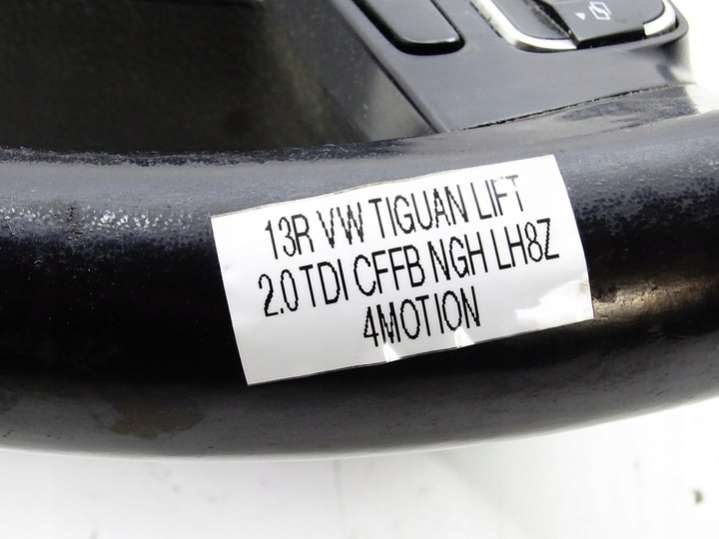 13R VW TIGUAN LIFT
2.0 TDI CFFB NGH LH8Z
4MOTION